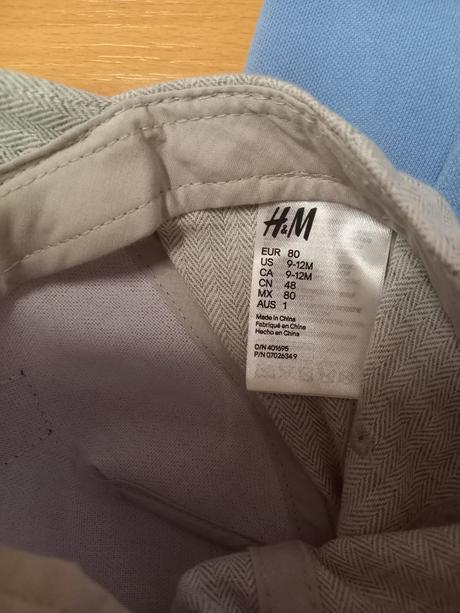 H&M
EUR 80
US 9-12M
CA 9-12M
CN 48
MX 80
AUS 1
Made in China
Fabriqué en Chine
Hecho en China
O/N 401695
P/N 07026349